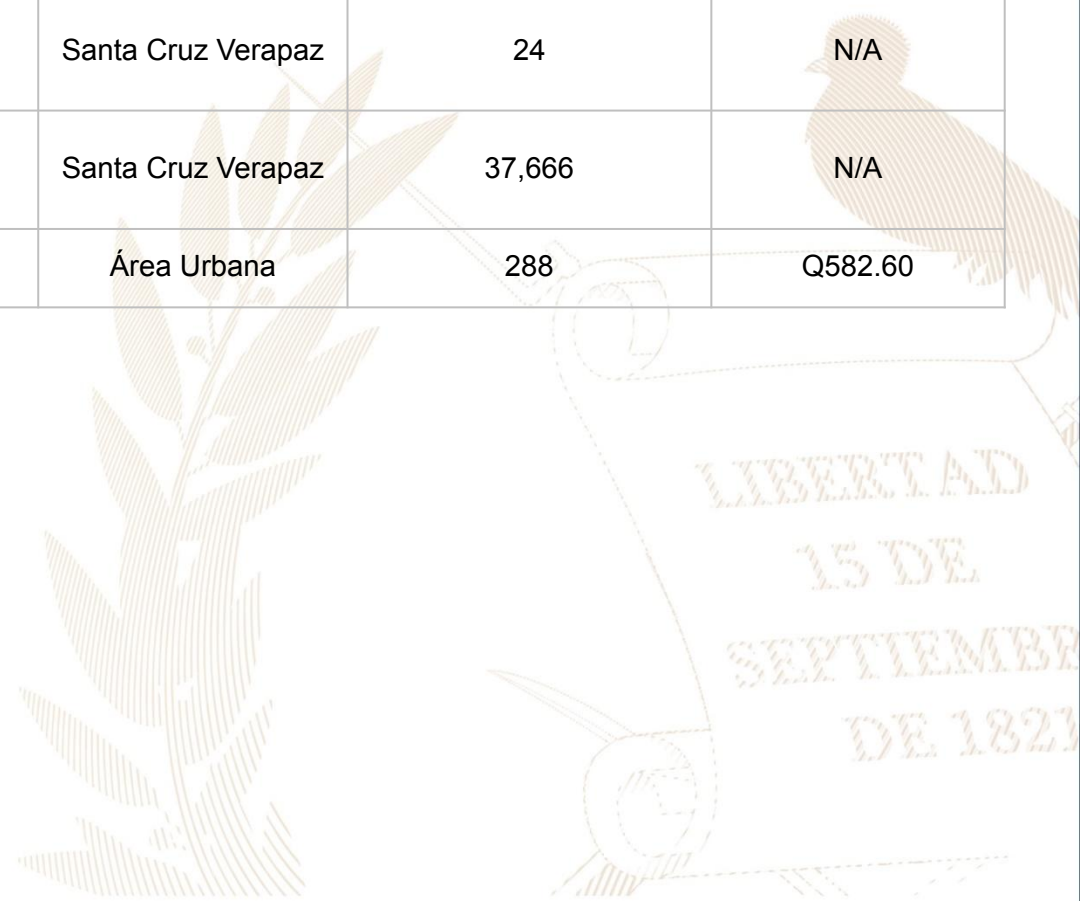 Santa Cruz Verapaz 24 N/A
Santa Cruz Verapaz 37,666 N/A
Área Urbana 288 Q582.60
LIBERTAD
15 DE
SEPTIEMBRE
DE 1821